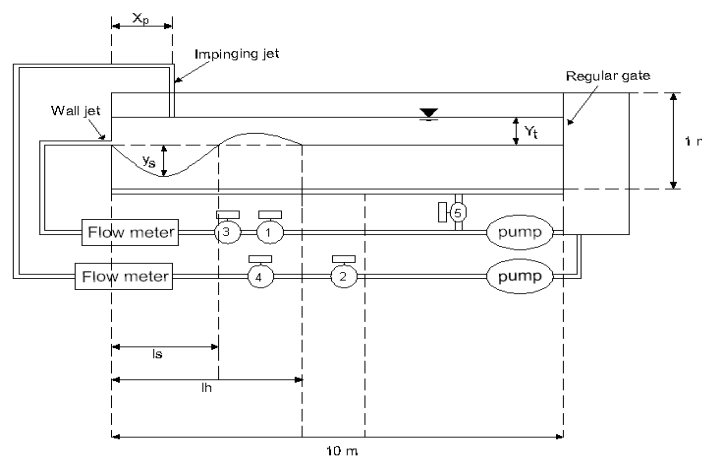 Xp
Impinging jet
Regular gate
Wall jet
Yt
1 m
ys
5
Flow meter
3
1
pump
Flow meter
4
2
pump
ls
lh
10 m